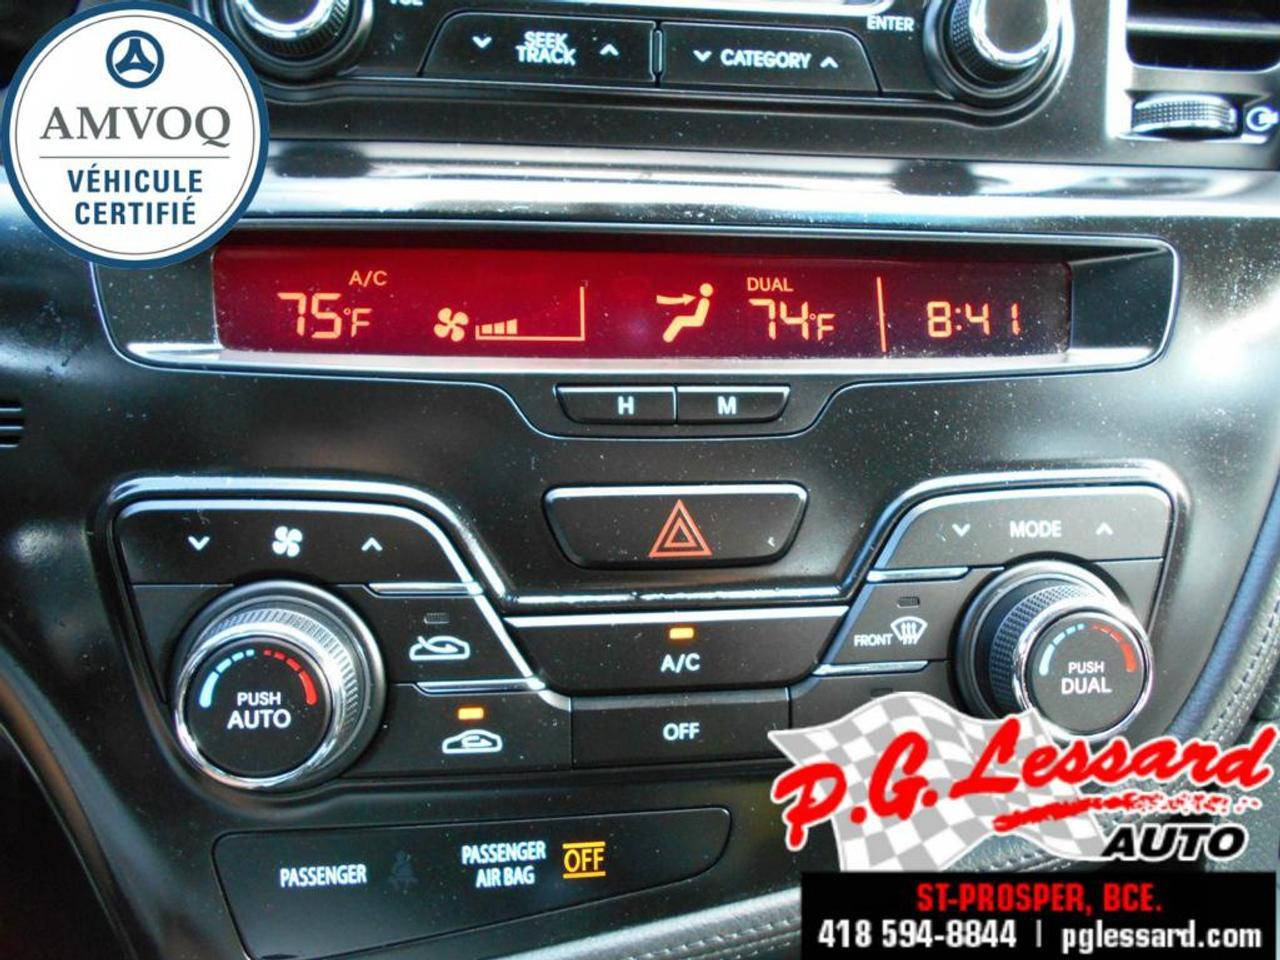 VOL
ENTER
SEEK
TRACK
CATEGORY
AMVOQ
VÉHICULE
CERTIFIÉ
A/C
75°F
DUAL
74°F
8:41
H M
MODE
FRONT
A/C
PUSH
AUTO
PUSH
DUAL
OFF
PASSENGER
PASSENGER
AIR BAG
OFF
P.G. Lessard
AUTO
ST-PROSPER, BCE.
418 594-8844 | pglessard.com